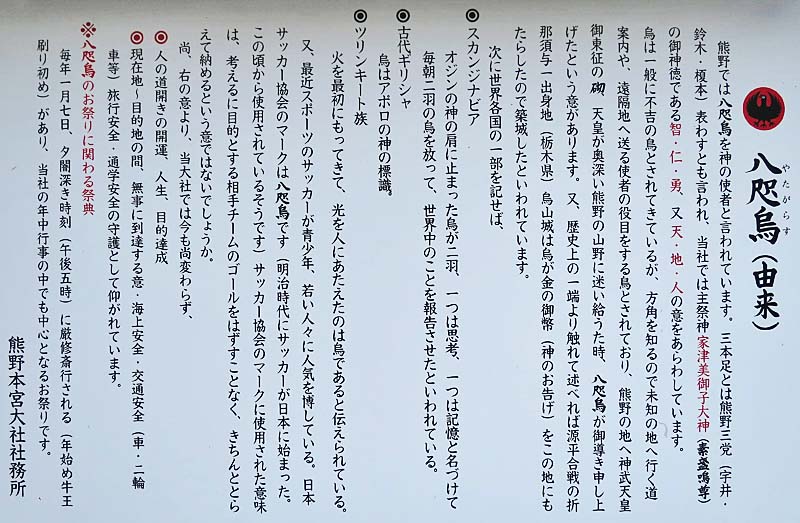 八咫烏(由来)
やたがらす
熊野では八咫烏を神の使者と言われています。三本足とは熊野三党(宇井・
鈴木・榎本)表わすとも言われ、当社では主祭神家津美御子大神(素盞嗚尊)
の御神徳である智・仁・勇、又天・地・人の意をあらわしています。
烏は一般に不吉の鳥とされてきているが、方角を知るので未知の地へ行く道
案内や、遠隔地へ送る使者の役目をする鳥とされており、熊野の地へ神武天皇
御東征の砌、天皇が奥深い熊野の山野に迷い給うた時、八咫烏が御導き申し上
げたという意があります。又、歴史上の一端より触れて述べれば源平合戦の折
那須与一出身地(栃木県)烏山城は烏が金の御幣(神のお告げ)をこの地にも
たらしたので築城したといわれています。
次に世界各国の一部を記せば、
◉スカンジナビア
オジンの神の肩に止まった烏が二羽、一つは思考、一つは記憶と名づけて
毎朝二羽の烏を放って、世界中のことを報告させたといわれている。
◉古代ギリシャ
烏はアポロの神の標識。
◉ツリンキート族
火を最初にもってきて、光を人にあたえたのは烏であると伝えられている。
又、最近スポーツのサッカーが青少年、若い人々に人気を博している。日本
サッカー協会のマークは八咫烏です(明治時代にサッカーが日本に始まった。
この頃から使用されているそうです)サッカー協会のマークに使用された意味
は、考えるに目的とする相手チームのゴールをはずすことなく、きちんととら
えて納めるという意ではないでしょうか。
尚、右の意より、当大社では今も尚変わらず、
◉人の道開きの開運、人生、目的達成
◉現在地~目的地の間、無事に到達する意・海上安全・交通安全(車・二輪
車等)旅行安全・通学安全の守護として仰がれています。
※八咫烏のお祭りに関わる祭典
毎年一月七日、夕闇深き時刻(午後五時)に厳修斎行される(年始め牛王
刷り初め)があり、当社の年中行事の中でも中心となるお祭りです。
熊野本宮大社社務所